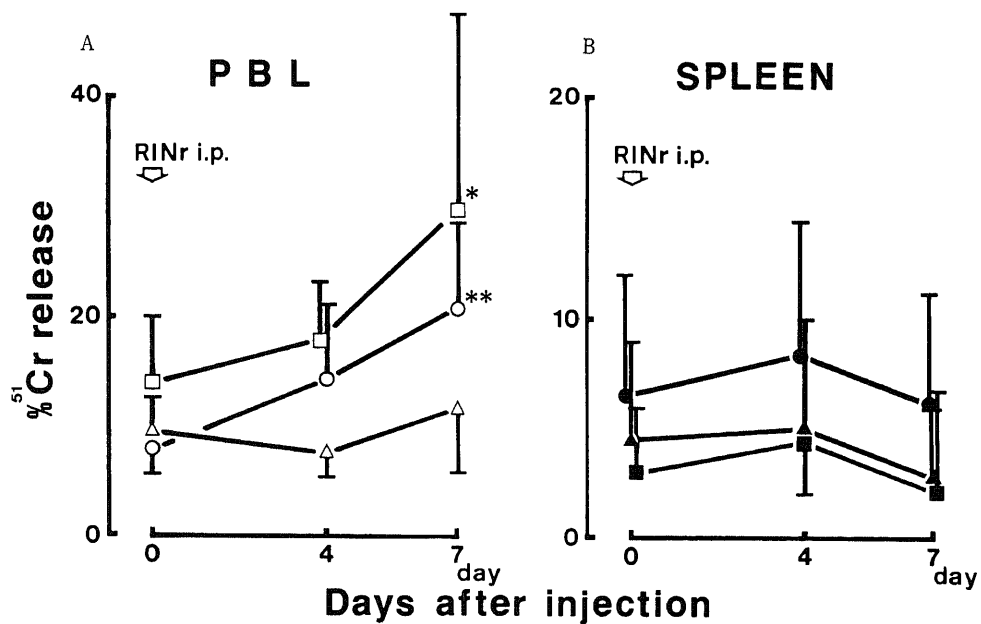 A
P B L
40
RINr i.p.
*
**
20
0
0 4 7
day
% ⁵¹Cr release
B
SPLEEN
20
RINr i.p.
10
0
0 4 7
day
Days after injection